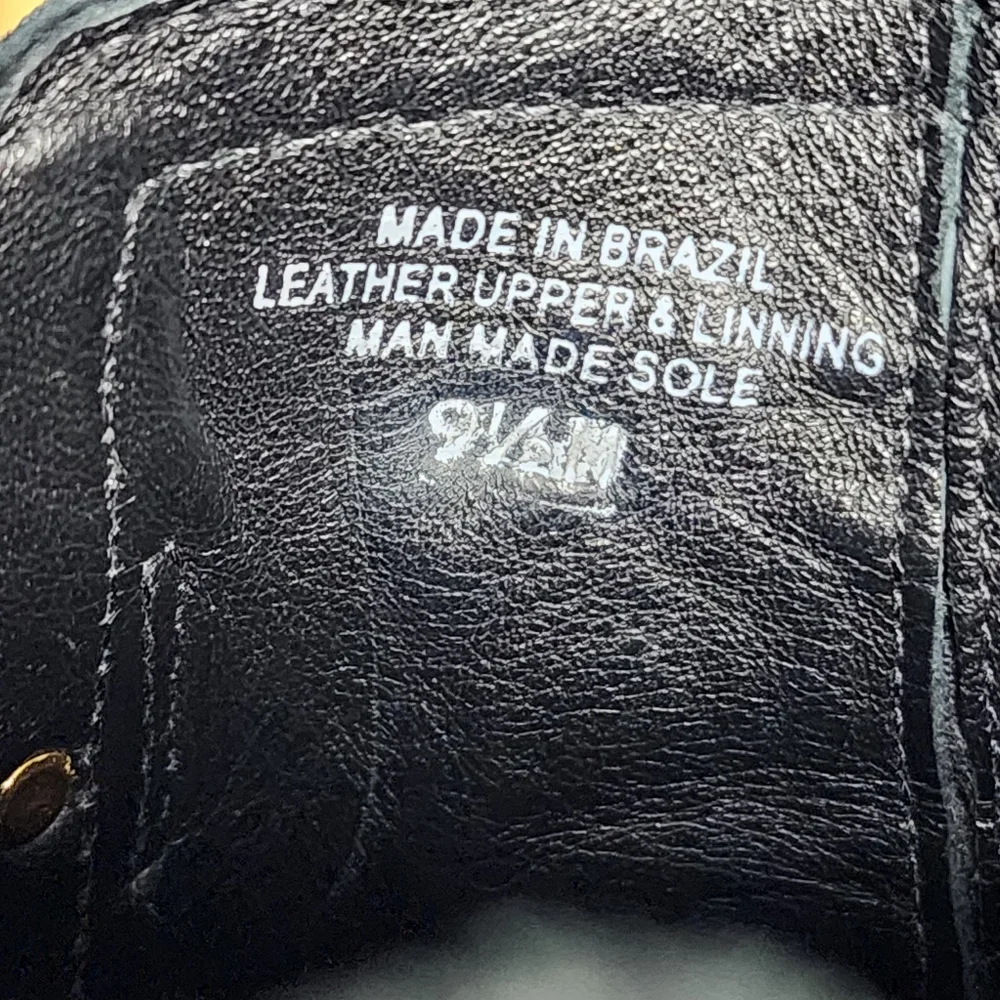 MADE IN BRAZIL
LEATHER UPPER & LINNING
MAN MADE SOLE
9½M